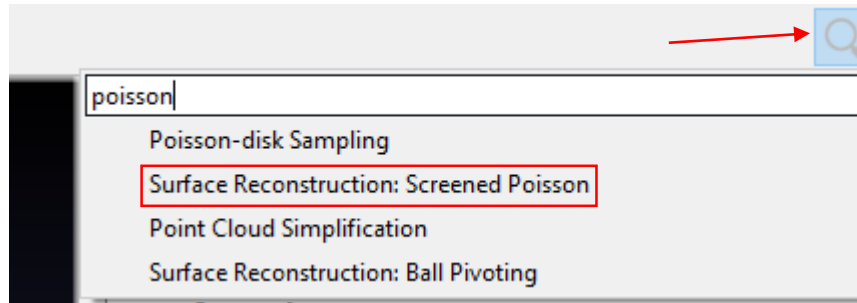 poisson
Poisson-disk Sampling
Surface Reconstruction: Screened Poisson
Point Cloud Simplification
Surface Reconstruction: Ball Pivoting